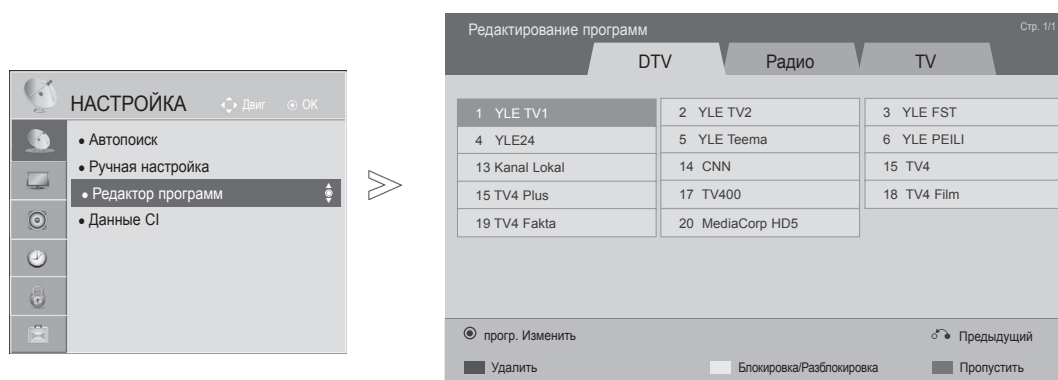 НАСТРОЙКА Двиг OK
• Автопоиск
• Ручная настройка
• Редактор программ
• Данные CI
Редактирование программ Стр. 1/1
DTV Радио TV
1 YLE TV1 2 YLE TV2 3 YLE FST
4 YLE24 5 YLE Teema 6 YLE PEILI
13 Kanal Lokal 14 CNN 15 TV4
15 TV4 Plus 17 TV400 18 TV4 Film
19 TV4 Fakta 20 MediaCorp HD5
прогр. Изменить Предыдущий
Удалить Блокировка/Разблокировка Пропустить